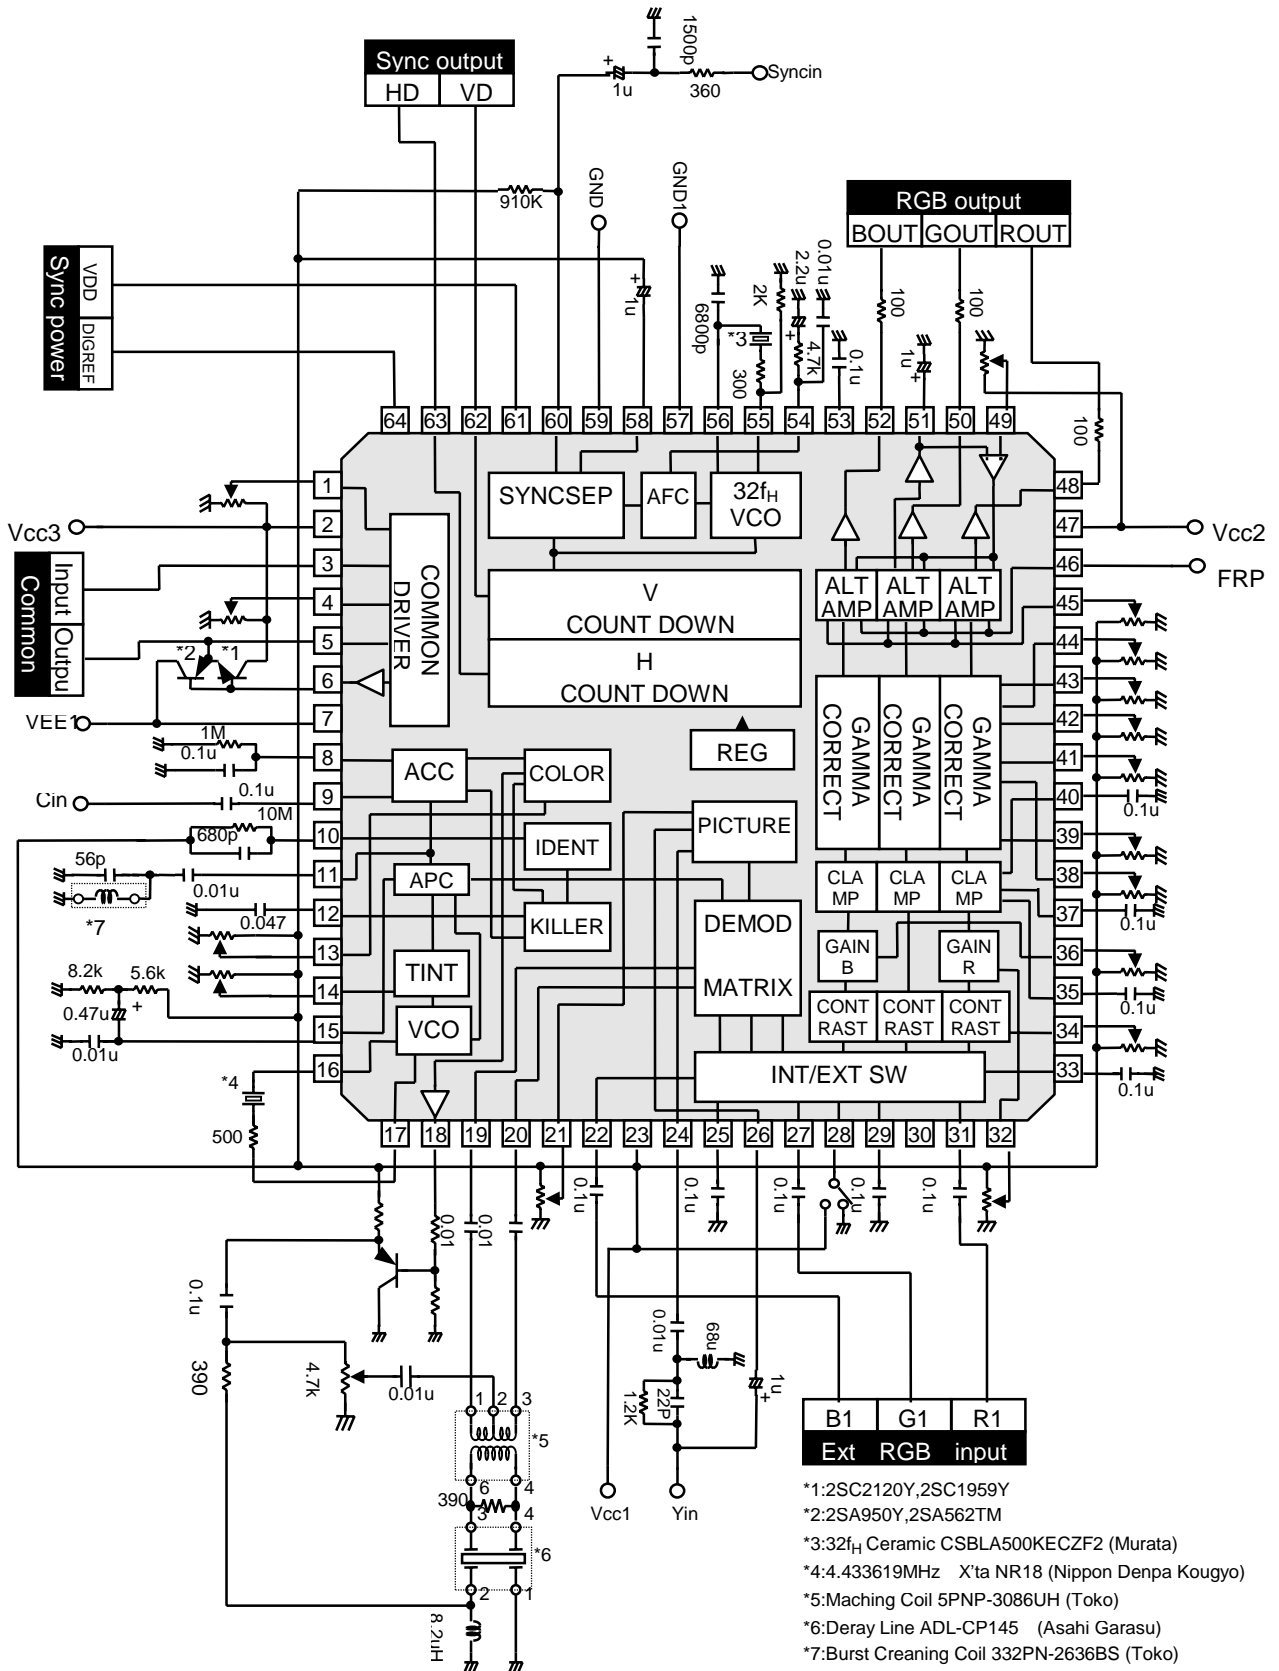 1500p
Syncin
+
1u
360
Sync output
HD VD
910K
GND
GND1
RGB output
BOUT GOUT ROUT
Sync power
VDD
DIGREF
+
1u
6800p
*3
300
2K
2.2u
0.01u
+
4.7k
0.1u
100
1u
+
100
100
64 63 62 61 60 59 58 57 56 55 54 53 52 51 50 49
1
2
3
4
5
6
7
8
9
10
11
12
13
14
15
16
48
47
46
45
44
43
42
41
40
39
38
37
36
35
34
33
Vcc3
Common
Input
Outpu
*2 *1
VEE1
1M
0.1u
Cin
0.1u
10M
680p
56p
0.01u
*7
0.047
8.2k 5.6k
0.47u +
0.01u
*4
500
Vcc2
FRP
0.1u
0.1u
0.1u
0.1u
SYNCSEP
AFC
32fH
VCO
COMMON
DRIVER
V
COUNT DOWN
H
COUNT DOWN
REG
ALT
AMP
ALT
AMP
ALT
AMP
GAMMA
CORRECT
GAMMA
CORRECT
GAMMA
CORRECT
ACC
COLOR
IDENT
PICTURE
APC
KILLER
DEMOD
MATRIX
TINT
VCO
CLA
MP
CLA
MP
CLA
MP
GAIN
B
GAIN
R
CONT
RAST
CONT
RAST
CONT
RAST
INT/EXT SW
17 18 19 20 21 22 23 24 25 26 27 28 29 30 31 32
0.01
0.01
0.1u
0.1u
0.1u
0.1u
0.1u
0.1u
390
4.7k
0.01u
1 2 3
*5
6 4
390
3 4
*6
2 1
8.2uH
0.01u
68u
1.2K
22P
1u
+
Vcc1
Yin
B1 G1 R1
Ext RGB input
*1:2SC2120Y,2SC1959Y
*2:2SA950Y,2SA562TM
*3:32fH Ceramic CSBLA500KECZF2 (Murata)
*4:4.433619MHz X'ta NR18 (Nippon Denpa Kougyo)
*5:Maching Coil 5PNP-3086UH (Toko)
*6:Deray Line ADL-CP145 (Asahi Garasu)
*7:Burst Creaning Coil 332PN-2636BS (Toko)